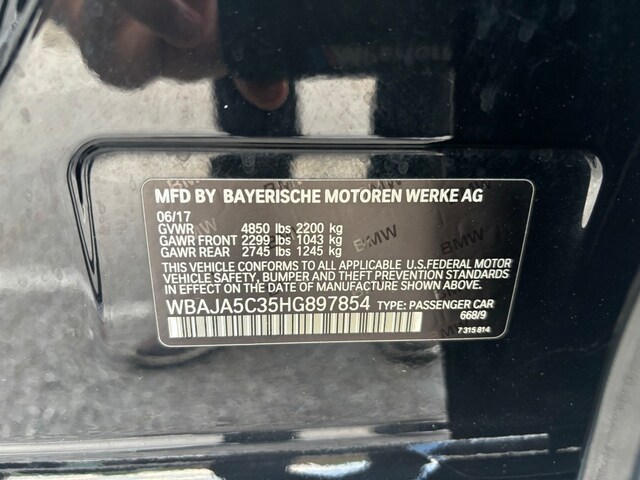 MFD BY BAYERISCHE MOTOREN WERKE AG
06/17
GVWR 4850 lbs 2200 kg
GAWR FRONT 2299 lbs 1043 kg
GAWR REAR 2745 lbs 1245 kg
THIS VEHICLE CONFORMS TO ALL APPLICABLE U.S.FEDERAL MOTOR
VEHICLE SAFETY, BUMPER AND THEFT PREVENTION STANDARDS
IN EFFECT ON THE DATE OF MANUFACTURE SHOWN ABOVE.
WBAJA5C35HG897854 TYPE: PASSENGER CAR
668/9
7 315 814
BMW
BMW